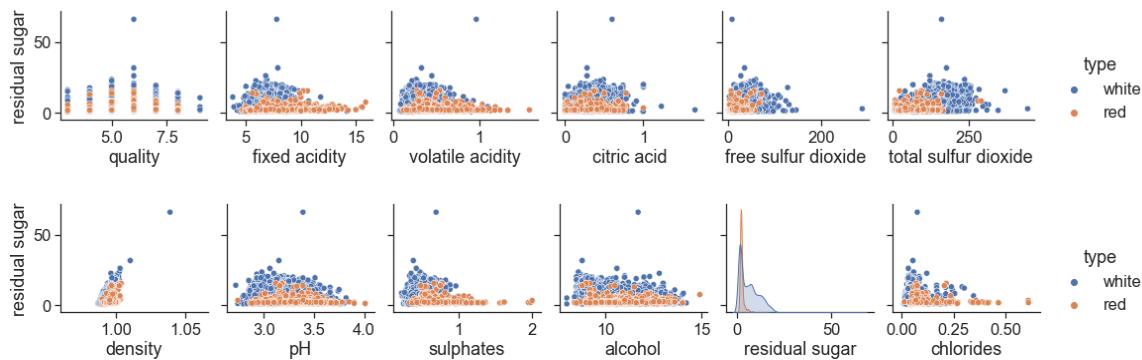 residual sugar
50
0
5.0 7.5
quality
5 10 15
fixed acidity
0 1
volatile acidity
0 1
citric acid
0 200
free sulfur dioxide
0 250
total sulfur dioxide
type
white
red
residual sugar
50
0
1.00 1.05
density
3.0 3.5 4.0
pH
1 2
sulphates
10 15
alcohol
0 50
residual sugar
0.00 0.25 0.50
chlorides
type
white
red